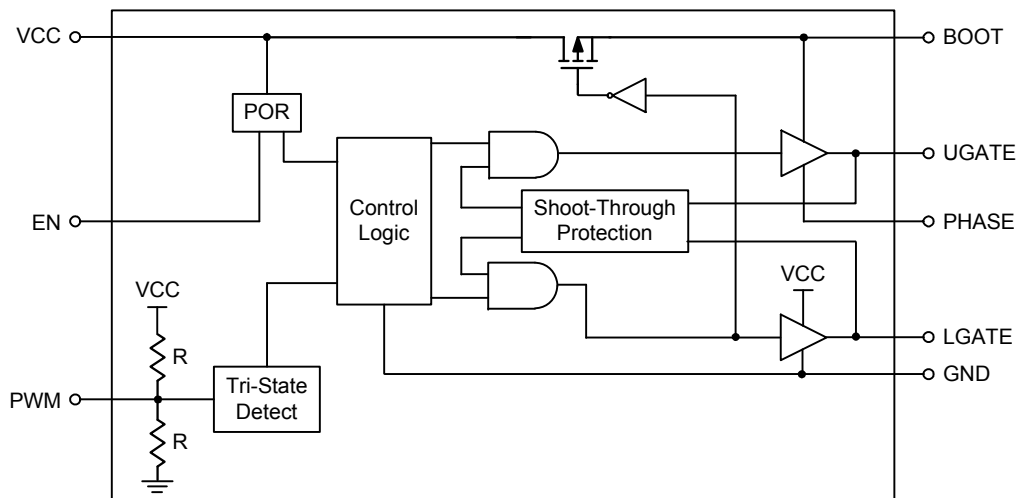 VCC
BOOT
POR
UGATE
Control
Logic
Shoot-Through
Protection
EN
PHASE
VCC
VCC
R
LGATE
GND
PWM
Tri-State
Detect
R